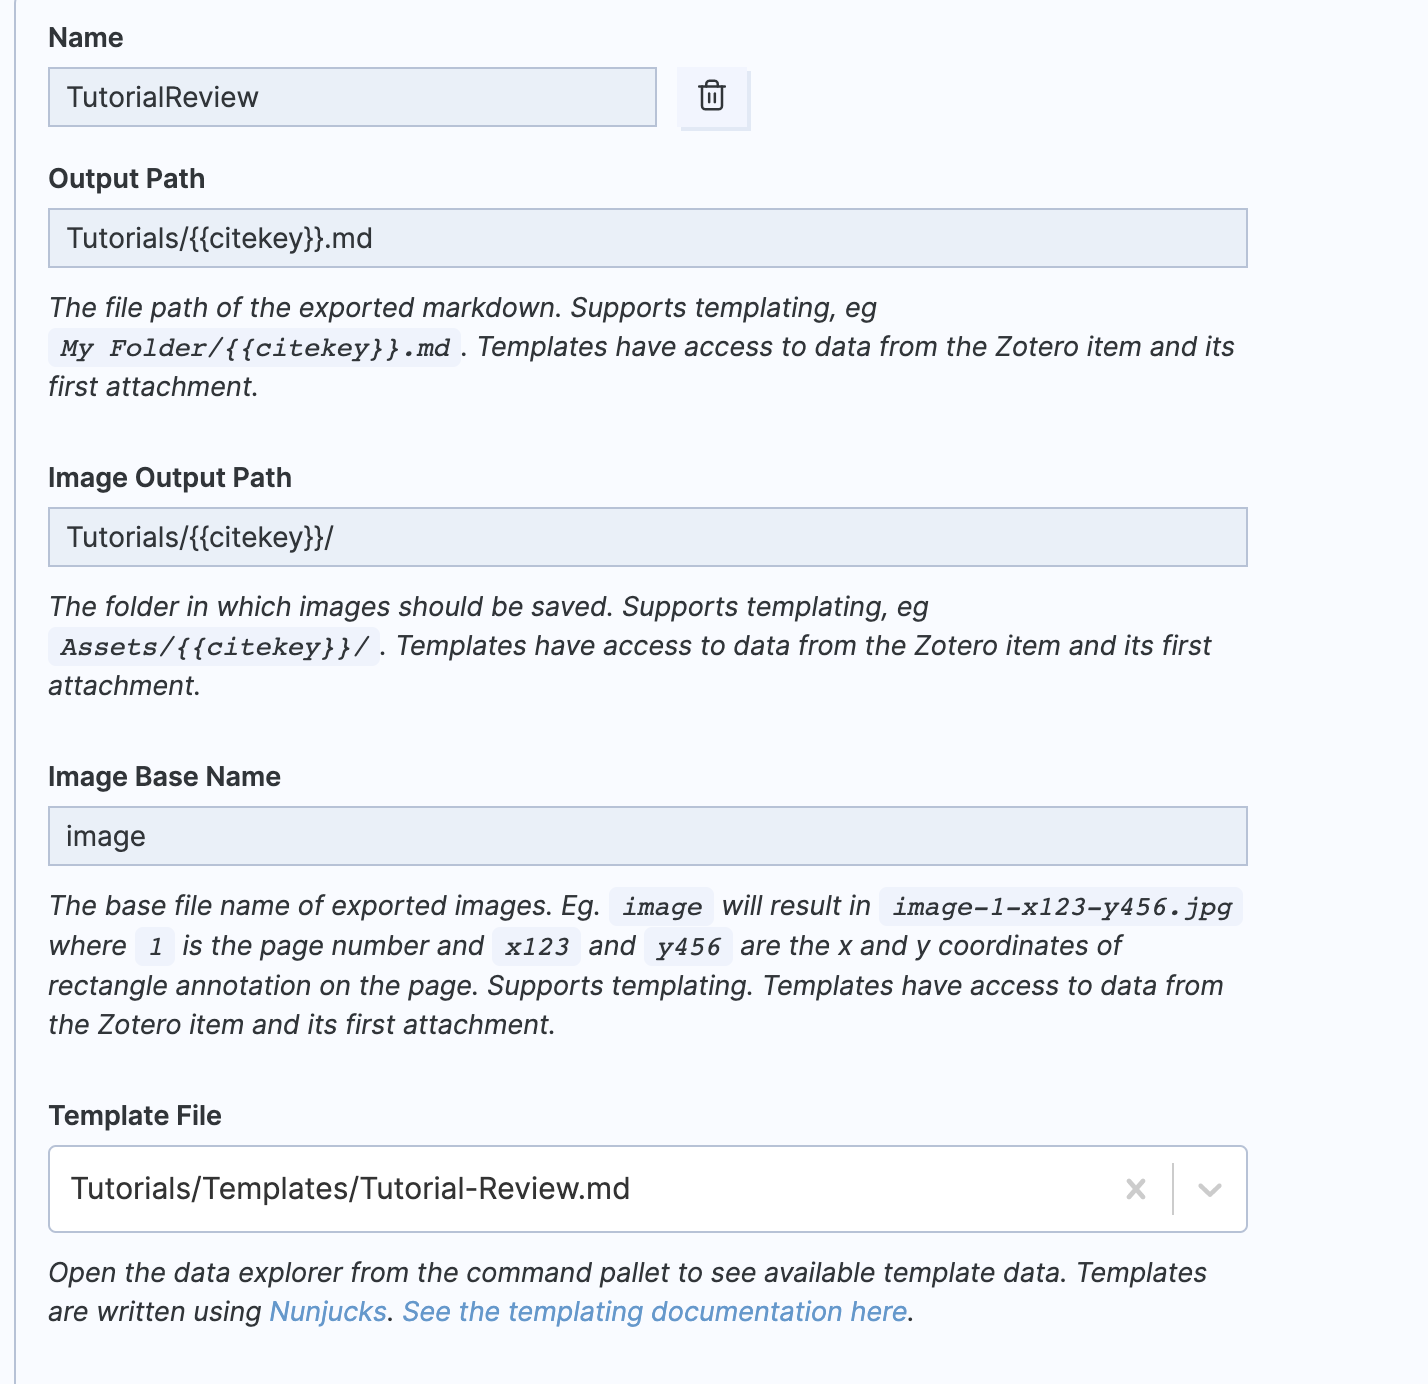 Name
TutorialReview
Output Path
Tutorials/{{citekey}}.md
The file path of the exported markdown. Supports templating, eg
My Folder/{{citekey}}.md. Templates have access to data from the Zotero item and its
first attachment.
Image Output Path
Tutorials/{{citekey}}/
The folder in which images should be saved. Supports templating, eg
Assets/{{citekey}}/. Templates have access to data from the Zotero item and its first
attachment.
Image Base Name
image
The base file name of exported images. Eg. image will result in image-1-x123-y456.jpg
where 1 is the page number and x123 and y456 are the x and y coordinates of
rectangle annotation on the page. Supports templating. Templates have access to data from
the Zotero item and its first attachment.
Template File
Tutorials/Templates/Tutorial-Review.md
Open the data explorer from the command pallet to see available template data. Templates
are written using Nunjucks. See the templating documentation here.